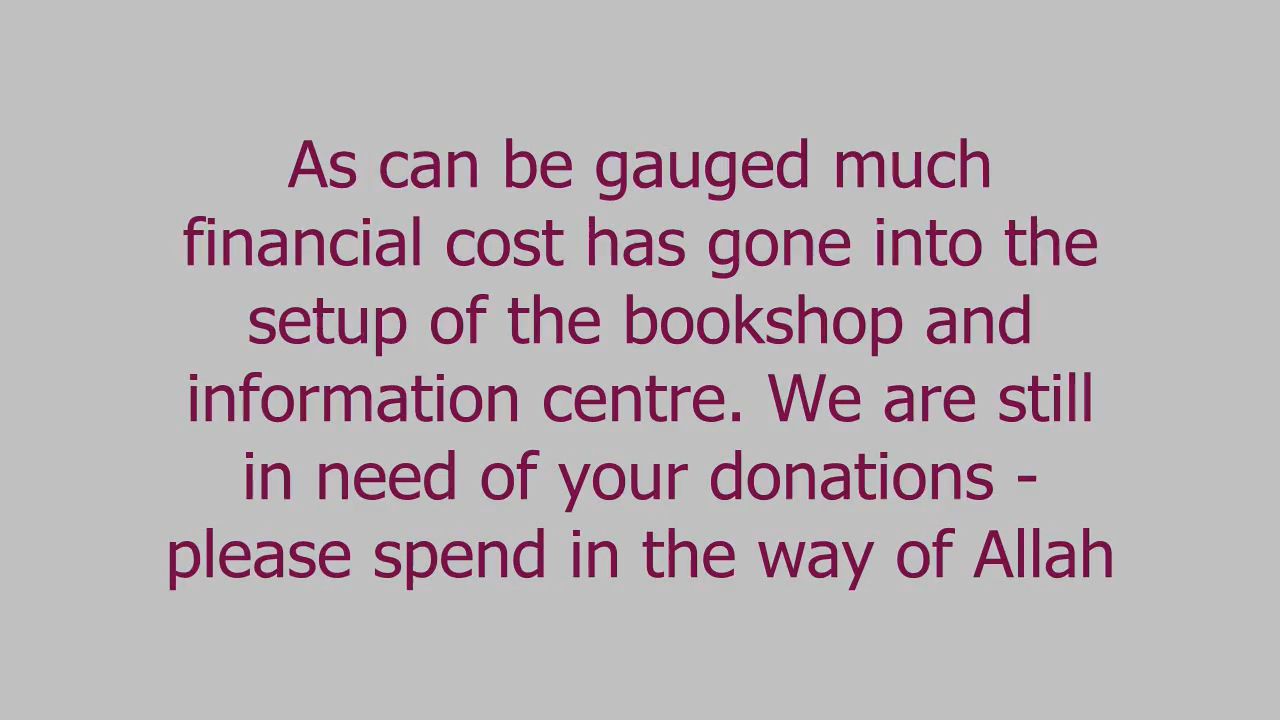 As can be gauged much
financial cost has gone into the
setup of the bookshop and
information centre. We are still
in need of your donations -
please spend in the way of Allah